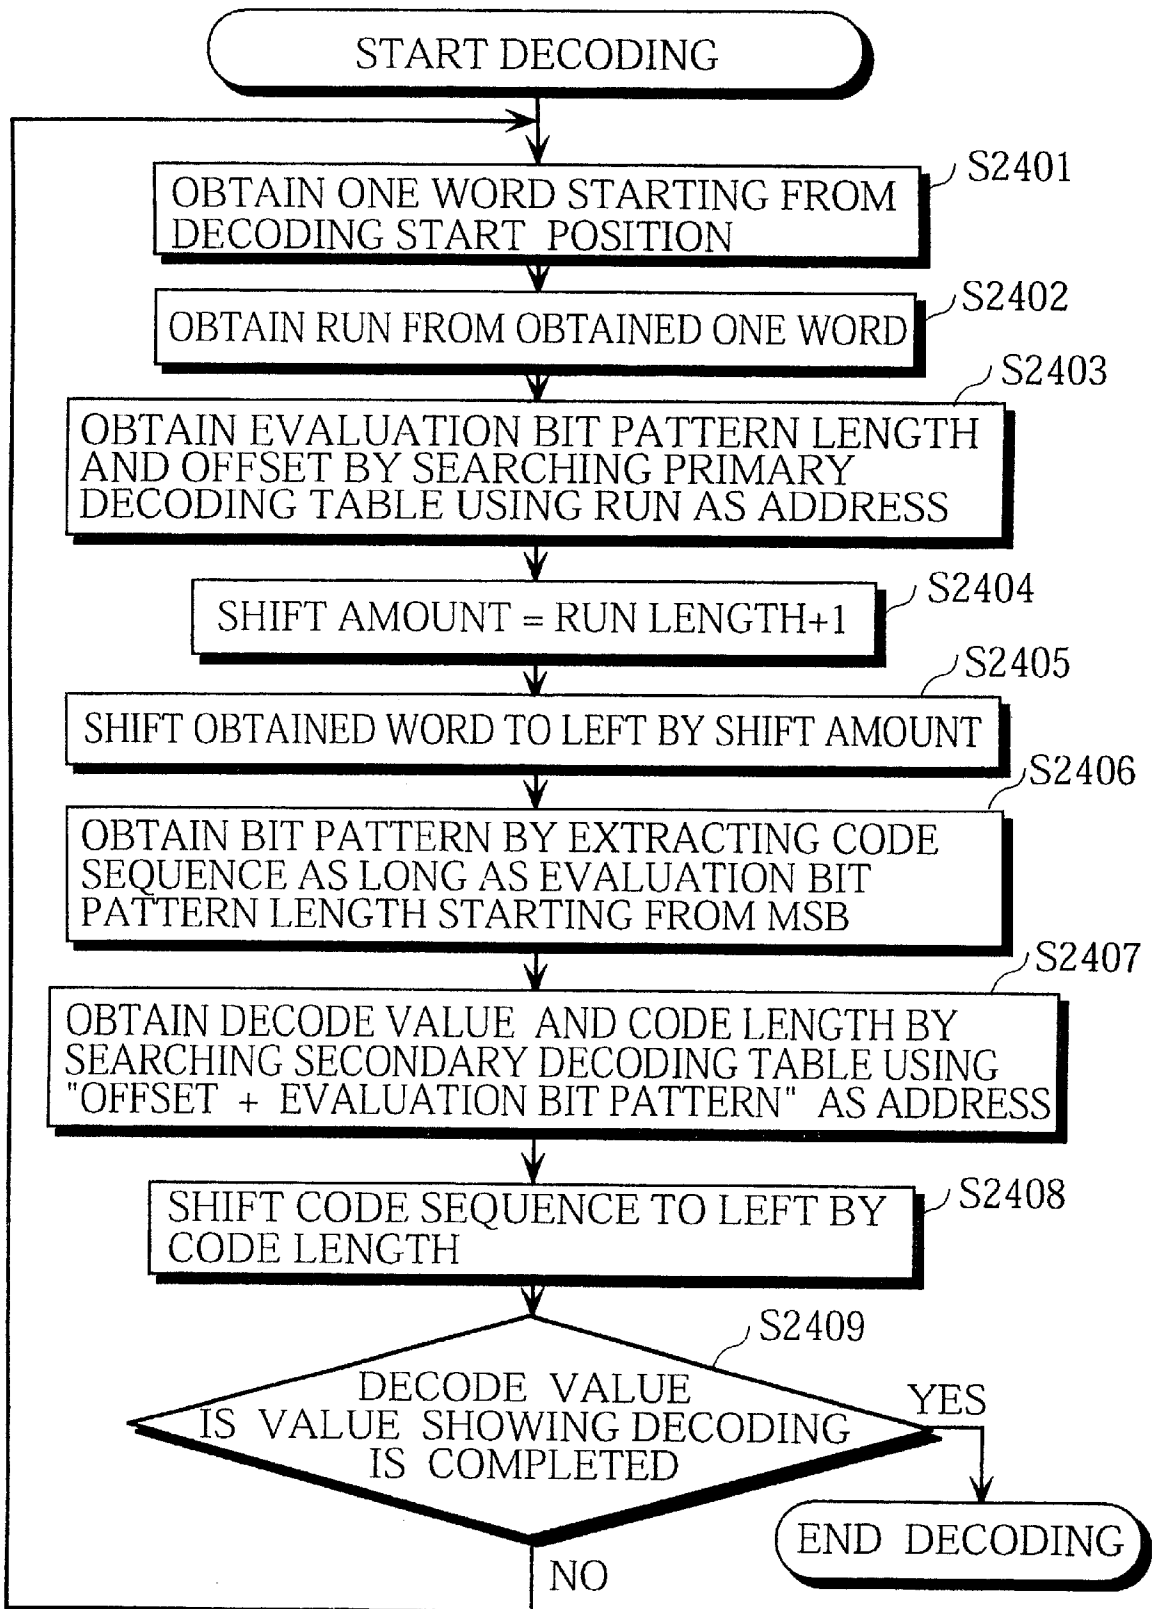 START DECODING
S2401
OBTAIN ONE WORD STARTING FROM
DECODING START POSITION
S2402
OBTAIN RUN FROM OBTAINED ONE WORD
S2403
OBTAIN EVALUATION BIT PATTERN LENGTH
AND OFFSET BY SEARCHING PRIMARY
DECODING TABLE USING RUN AS ADDRESS
S2404
SHIFT AMOUNT = RUN LENGTH+1
S2405
SHIFT OBTAINED WORD TO LEFT BY SHIFT AMOUNT
S2406
OBTAIN BIT PATTERN BY EXTRACTING CODE
SEQUENCE AS LONG AS EVALUATION BIT
PATTERN LENGTH STARTING FROM MSB
S2407
OBTAIN DECODE VALUE AND CODE LENGTH BY
SEARCHING SECONDARY DECODING TABLE USING
"OFFSET + EVALUATION BIT PATTERN" AS ADDRESS
S2408
SHIFT CODE SEQUENCE TO LEFT BY
CODE LENGTH
S2409
DECODE VALUE
IS VALUE SHOWING DECODING
IS COMPLETED
YES
END DECODING
NO